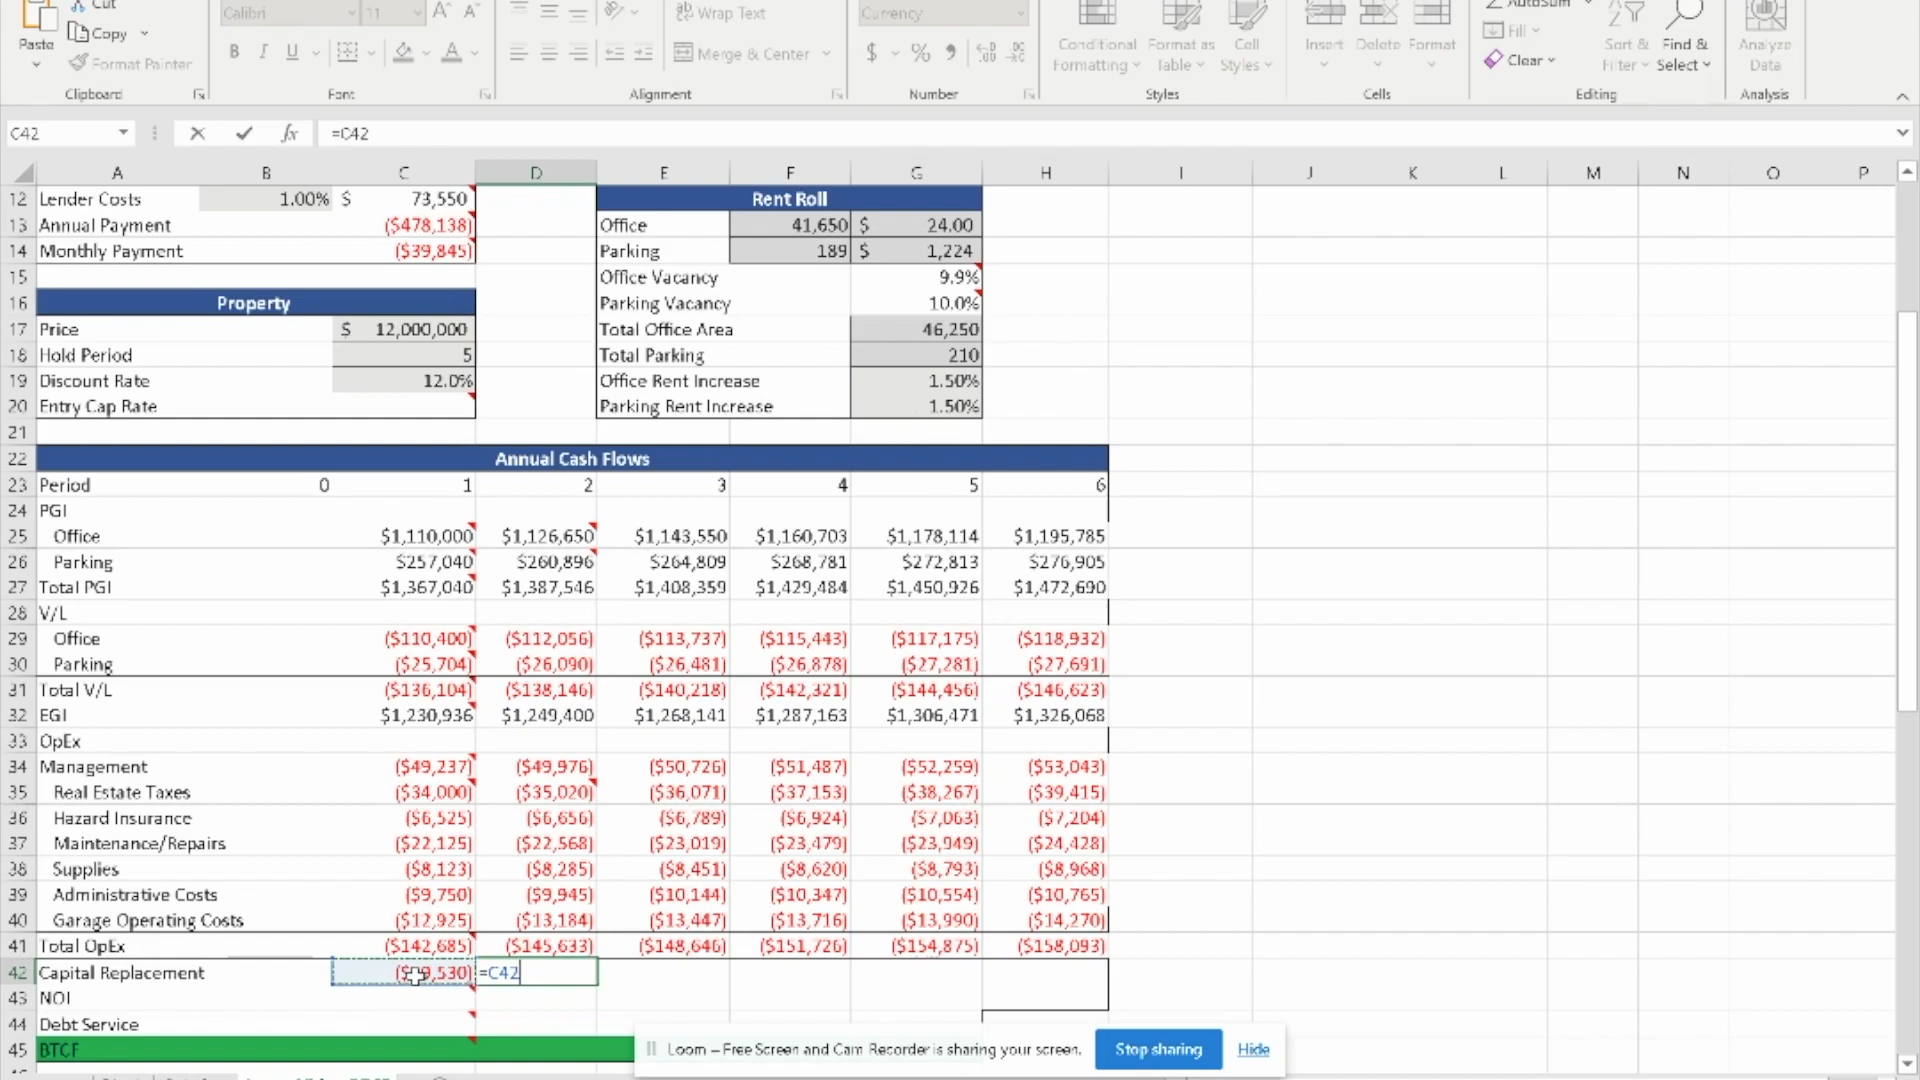 Cut
Calibri 11 A^ A˅ Wrap Text Currency AutoSum
Paste Copy B I U Merge & Center $ % Conditional Formatting Format as Table Cell Styles Insert Delete Format Fill Sort & Filter Find & Select Analyze Data
Format Painter Clear
Clipboard Font Alignment Number Styles Cells Editing Analysis
C42 fx =C42
A B C D E F G H I J K L M N O P
12 Lender Costs 1.00% $ 73,550 Rent Roll
13 Annual Payment ($478,138) Office 41,650 $ 24.00
14 Monthly Payment ($39,845) Parking 189 $ 1,224
15 Office Vacancy 9.9%
16 Property Parking Vacancy 10.0%
17 Price $ 12,000,000 Total Office Area 46,250
18 Hold Period 5 Total Parking 210
19 Discount Rate 12.0% Office Rent Increase 1.50%
20 Entry Cap Rate Parking Rent Increase 1.50%
21
22 Annual Cash Flows
23 Period 0 1 2 3 4 5 6
24 PGI
25 Office $1,110,000 $1,126,650 $1,143,550 $1,160,703 $1,178,114 $1,195,785
26 Parking $257,040 $260,896 $264,809 $268,781 $272,813 $276,905
27 Total PGI $1,367,040 $1,387,546 $1,408,359 $1,429,484 $1,450,926 $1,472,690
28 V/L
29 Office ($110,400) ($112,056) ($113,737) ($115,443) ($117,175) ($118,932)
30 Parking ($25,704) ($26,090) ($26,481) ($26,878) ($27,281) ($27,691)
31 Total V/L ($136,104) ($138,146) ($140,218) ($142,321) ($144,456) ($146,623)
32 EGI $1,230,936 $1,249,400 $1,268,141 $1,287,163 $1,306,471 $1,326,068
33 OpEx
34 Management ($49,237) ($49,976) ($50,726) ($51,487) ($52,259) ($53,043)
35 Real Estate Taxes ($34,000) ($35,020) ($36,071) ($37,153) ($38,267) ($39,415)
36 Hazard Insurance ($6,525) ($6,656) ($6,789) ($6,924) ($7,063) ($7,204)
37 Maintenance/Repairs ($22,125) ($22,568) ($23,019) ($23,479) ($23,949) ($24,428)
38 Supplies ($8,123) ($8,285) ($8,451) ($8,620) ($8,793) ($8,968)
39 Administrative Costs ($9,750) ($9,945) ($10,144) ($10,347) ($10,554) ($10,765)
40 Garage Operating Costs ($12,925) ($13,184) ($13,447) ($13,716) ($13,990) ($14,270)
41 Total OpEx ($142,685) ($145,633) ($148,646) ($151,726) ($154,875) ($158,093)
42 Capital Replacement =C42
43 NOI
44 Debt Service
45 BTCF
Loom – Free Screen and Cam Recorder is sharing your screen. Stop sharing Hide